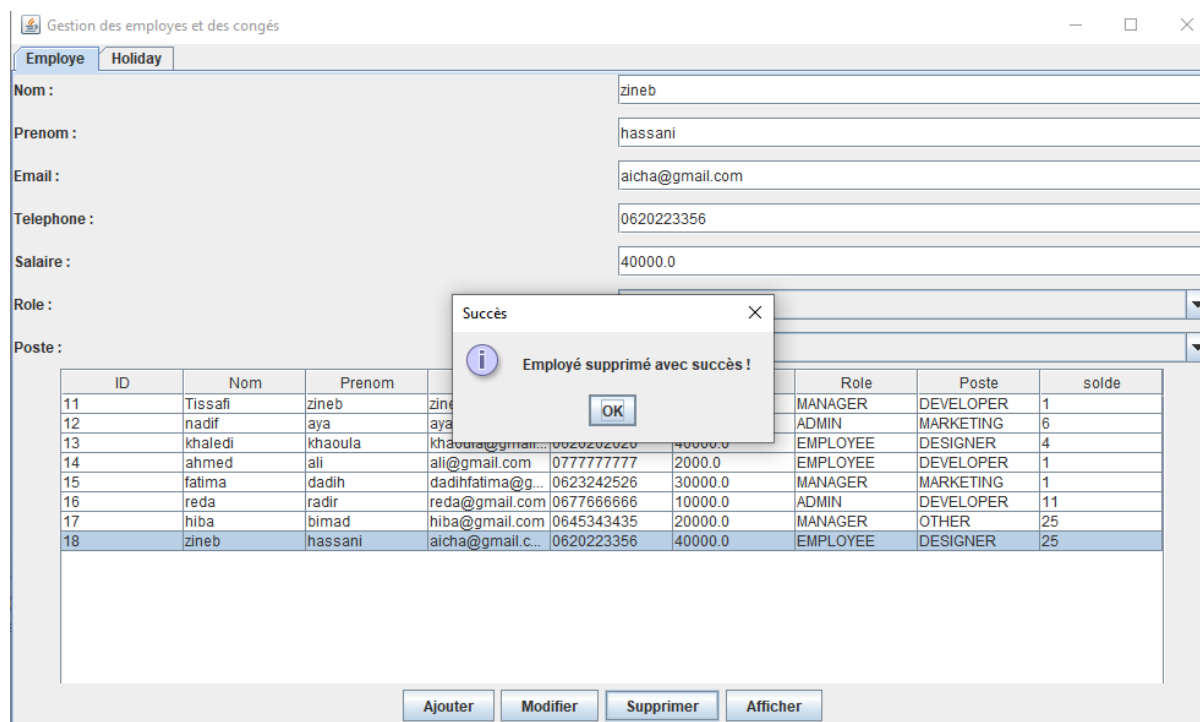 Gestion des employes et des congés
Employe Holiday
Nom : zineb
Prenom : hassani
Email : aicha@gmail.com
Telephone : 0620223356
Salaire : 40000.0
Role :
Poste :
Succès
Employé supprimé avec succès !
OK
ID Nom Prenom Role Poste solde
11 Tissafi zineb MANAGER DEVELOPER 1
12 nadif aya ADMIN MARKETING 6
13 khaledi khaoula khaoula@gmail... 0620202020 40000.0 EMPLOYEE DESIGNER 4
14 ahmed ali ali@gmail.com 0777777777 2000.0 EMPLOYEE DEVELOPER 1
15 fatima dadih dadihfatima@g... 0623242526 30000.0 MANAGER MARKETING 1
16 reda radir reda@gmail.com 0677666666 10000.0 ADMIN DEVELOPER 11
17 hiba bimad hiba@gmail.com 0645343435 20000.0 MANAGER OTHER 25
18 zineb hassani aicha@gmail.c... 0620223356 40000.0 EMPLOYEE DESIGNER 25
Ajouter Modifier Supprimer Afficher